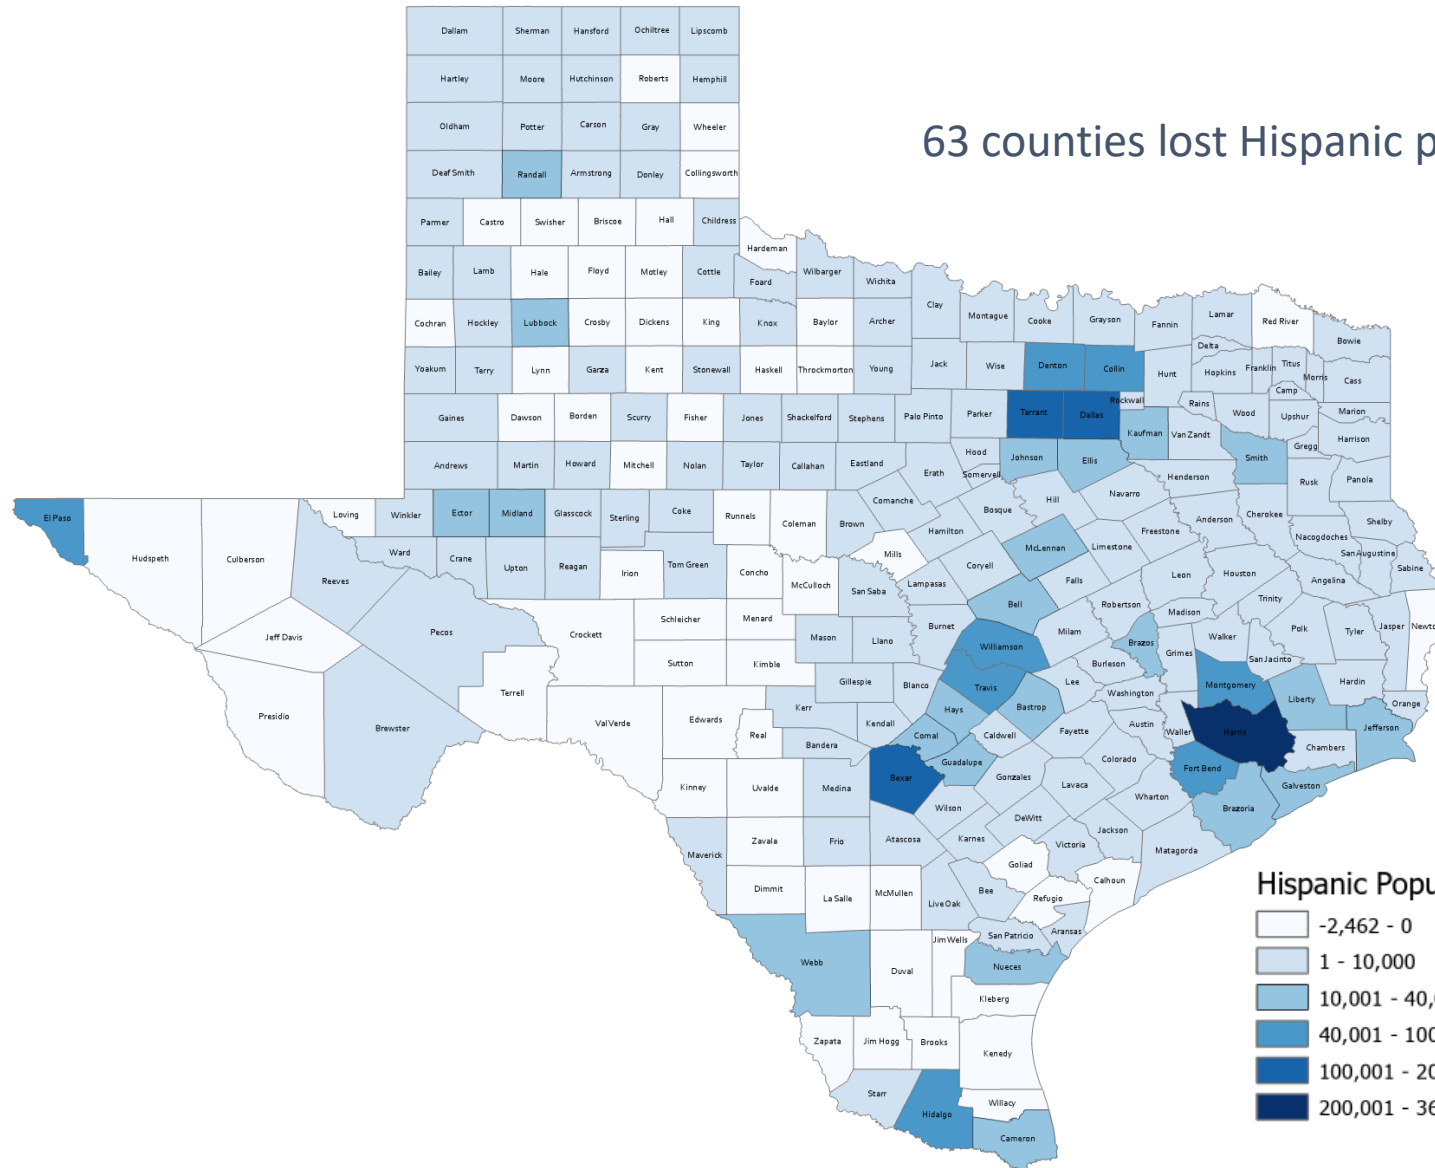 Dallam Sherman Hansford Ochiltree Lipscomb
Hartley Moore Hutchinson Roberts Hemphill
Oldham Potter Carson Gray Wheeler
63 counties lost Hispanic p
Deaf Smith Randall Armstrong Donley Collingsworth
Parmer Castro Swisher Briscoe Hall Childress
Hardeman
Bailey Lamb Hale Floyd Motley Cottle Foard Wilbarger Wichita
Clay Montague Cooke Grayson Fannin Lamar Red River Bowie
Cochran Hockley Lubbock Crosby Dickens King Knox Baylor Archer
Delta
Yoakum Terry Lynn Garza Kent Stonewall Haskell Throckmorton Young Jack Wise Denton Collin Hunt Hopkins Franklin Titus Morris Cass
Camp
Rockwall Rains
Gaines Dawson Borden Scurry Fisher Jones Shackelford Stephens Palo Pinto Parker Tarrant Dallas Wood Upshur Marion
Kaufman Van Zandt Harrison
Gregg
Andrews Martin Howard Mitchell Nolan Taylor Callahan Eastland Erath Hood Johnson Ellis Smith
Somervell Henderson Rusk Panola
El Paso Hudspeth Culberson Loving Winkler Ector Midland Glasscock Sterling Coke Runnels Coleman Brown Comanche Bosque Hill Navarro
Hamilton Freestone Anderson Cherokee Shelby
Nacogdoches
Ward Crane Upton Reagan Irion Tom Green Concho McCulloch Mills McLennan Limestone San Augustine
Reeves San Saba Lampasas Coryell Falls Leon Houston Angelina Sabine
Jeff Davis Pecos Crockett Schleicher Menard Mason Llano Burnet Bell Robertson Madison Trinity
Milam Brazos Walker Polk Tyler Jasper Newto
Sutton Kimble Williamson Grimes San Jacinto
Terrell Gillespie Blanco Travis Burleson Lee Montgomery Liberty Hardin
Presidio Brewster Val Verde Edwards Real Kerr Kendall Hays Bastrop Washington Orange
Bandera Comal Caldwell Fayette Austin Waller Harris Chambers Jefferson
Kinney Uvalde Medina Bexar Guadalupe Gonzales Colorado Fort Bend Galveston
Wilson Lavaca Wharton Brazoria
Maverick Zavala Frio Atascosa Karnes DeWitt Jackson Matagorda
Victoria
Dimmit La Salle McMullen Live Oak Bee Goliad Calhoun
Refugio
Webb Duval Jim Wells San Patricio Aransas
Nueces
Kleberg
Zapata Jim Hogg Brooks Kenedy
Starr Hidalgo Willacy
Cameron
Hispanic Popu
-2,462 - 0
1 - 10,000
10,001 - 40,
40,001 - 100
100,001 - 20
200,001 - 36